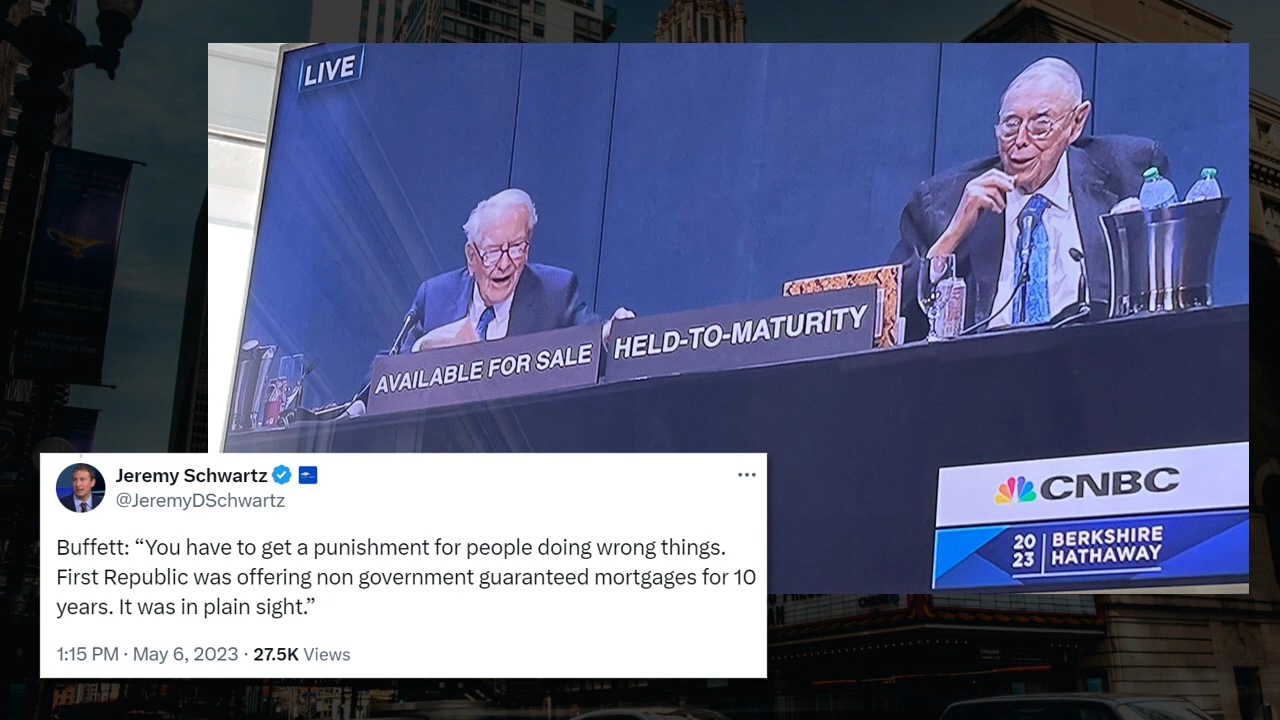 LIVE
AVAILABLE FOR SALE
HELD-TO-MATURITY
CNBC
20
23
BERKSHIRE
HATHAWAY
Jeremy Schwartz
@JeremyDSchwartz
Buffett: “You have to get a punishment for people doing wrong things.
First Republic was offering non government guaranteed mortgages for 10
years. It was in plain sight.”
1:15 PM · May 6, 2023 · 27.5K Views